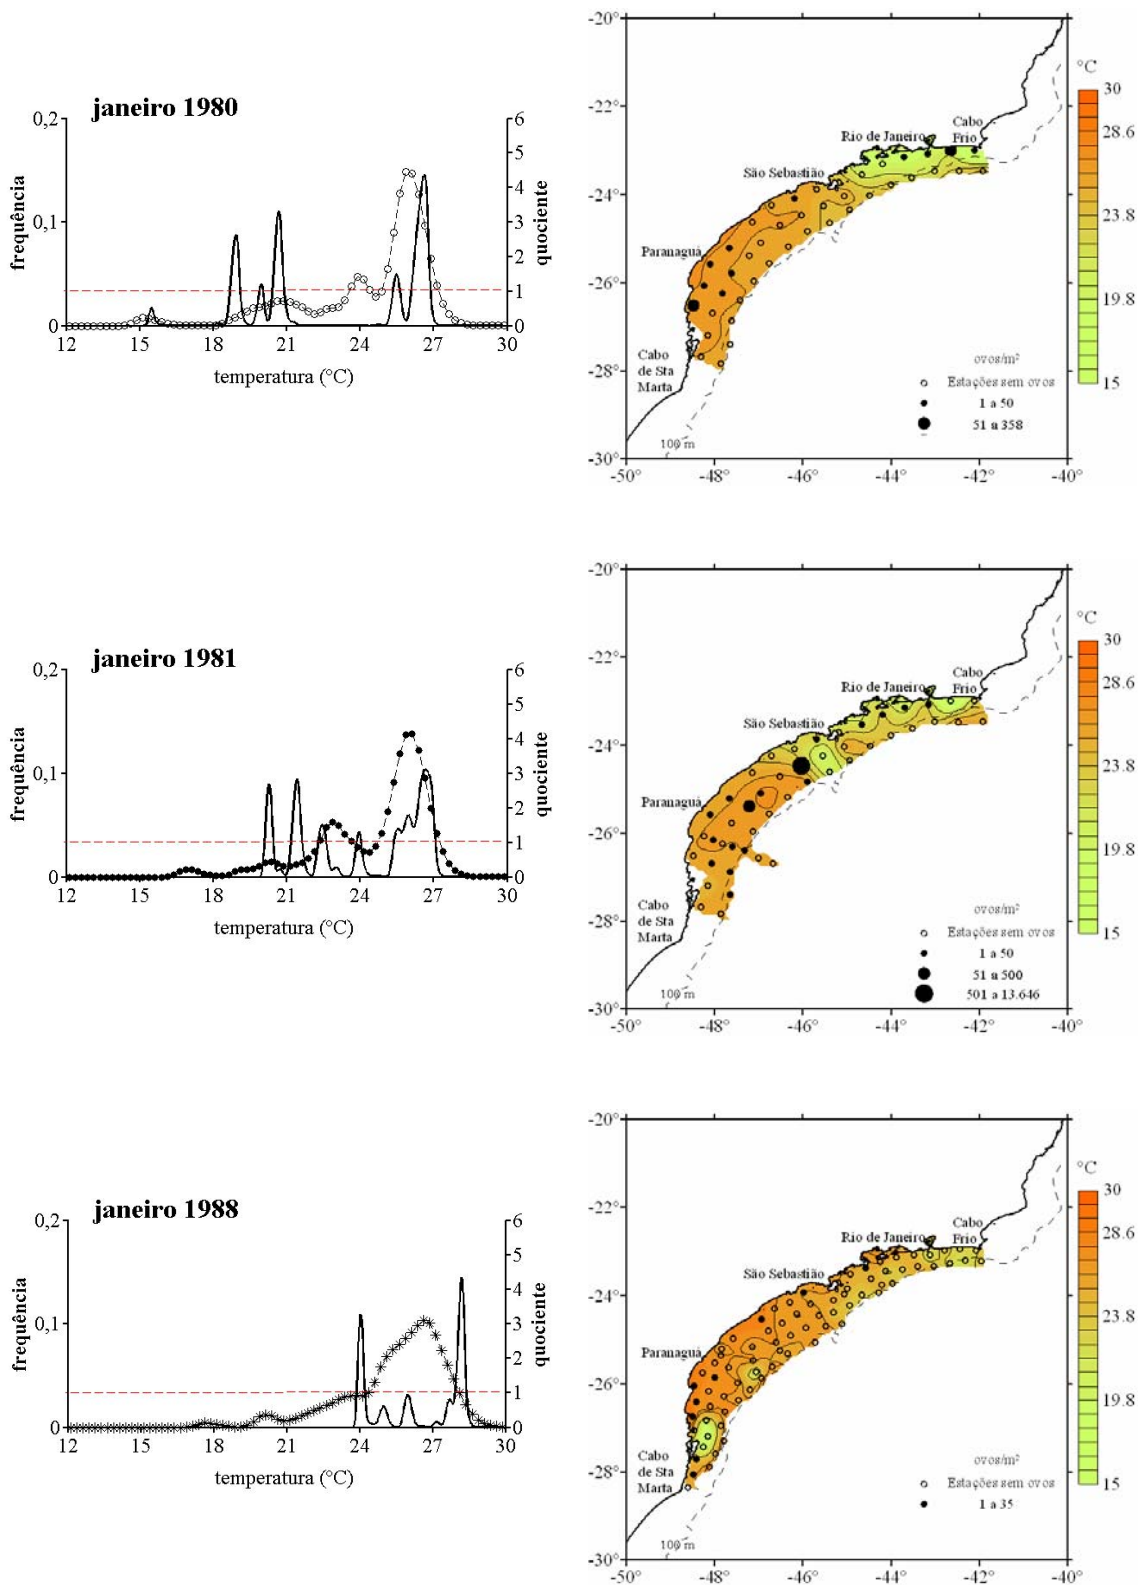 janeiro 1980
0,2
0,1
0
frequência
6
5
4
3
2
1
0
quociente
12 15 18 21 24 27 30
temperatura (°C)
-20°
-22°
-24°
-26°
-28°
-30°
-50° -48° -46° -44° -42° -40°
Cabo
Frio
Rio de Janeiro
São Sebastião
Paranaguá
Cabo
de Sta
Marta
100 m
ovos/m²
Estações sem ovos
1 a 50
51 a 358
°C
30
28.6
23.8
19.8
15
janeiro 1981
0,2
0,1
0
frequência
6
5
4
3
2
1
0
quociente
12 15 18 21 24 27 30
temperatura (°C)
-20°
-22°
-24°
-26°
-28°
-30°
-50° -48° -46° -44° -42° -40°
Cabo
Frio
Rio de Janeiro
São Sebastião
Paranaguá
Cabo
de Sta
Marta
100 m
ovos/m²
Estações sem ovos
1 a 50
51 a 500
501 a 13.646
°C
30
28.6
23.8
19.8
15
janeiro 1988
0,2
0,1
0
frequência
6
5
4
3
2
1
0
quociente
12 15 18 21 24 27 30
temperatura (°C)
-20°
-22°
-24°
-26°
-28°
-30°
-50° -48° -46° -44° -42° -40°
Cabo
Frio
Rio de Janeiro
São Sebastião
Paranaguá
Cabo
de Sta
Marta
100 m
ovos/m²
Estações sem ovos
1 a 35
°C
30
28.6
23.8
19.8
15